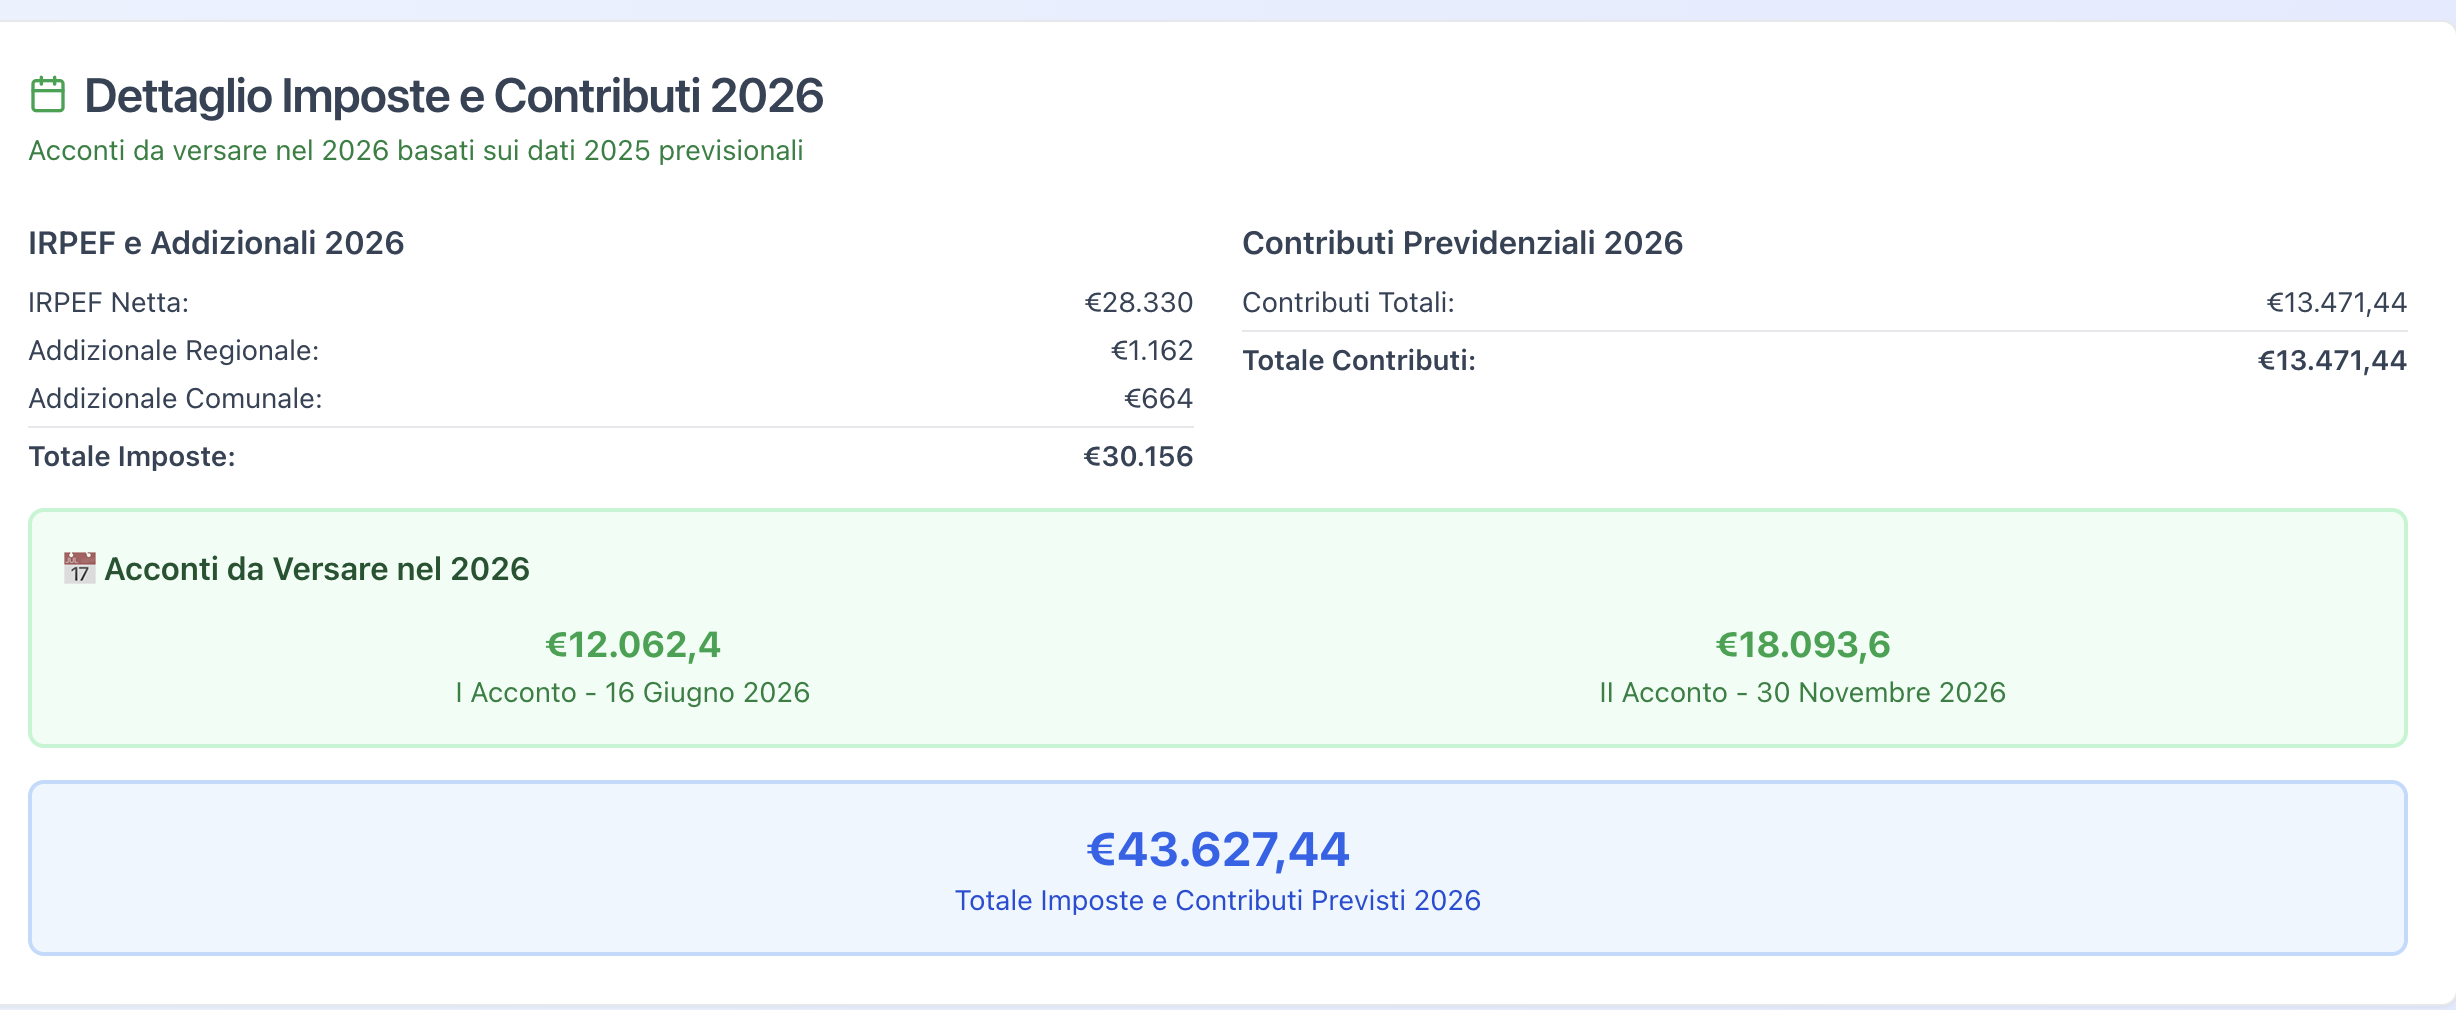 Dettaglio Imposte e Contributi 2026
Acconti da versare nel 2026 basati sui dati 2025 previsionali
IRPEF e Addizionali 2026
IRPEF Netta: €28.330
Addizionale Regionale: €1.162
Addizionale Comunale: €664
Totale Imposte: €30.156
Contributi Previdenziali 2026
Contributi Totali: €13.471,44
Totale Contributi: €13.471,44
JUL
17
Acconti da Versare nel 2026
€12.062,4
I Acconto - 16 Giugno 2026
€18.093,6
II Acconto - 30 Novembre 2026
€43.627,44
Totale Imposte e Contributi Previsti 2026